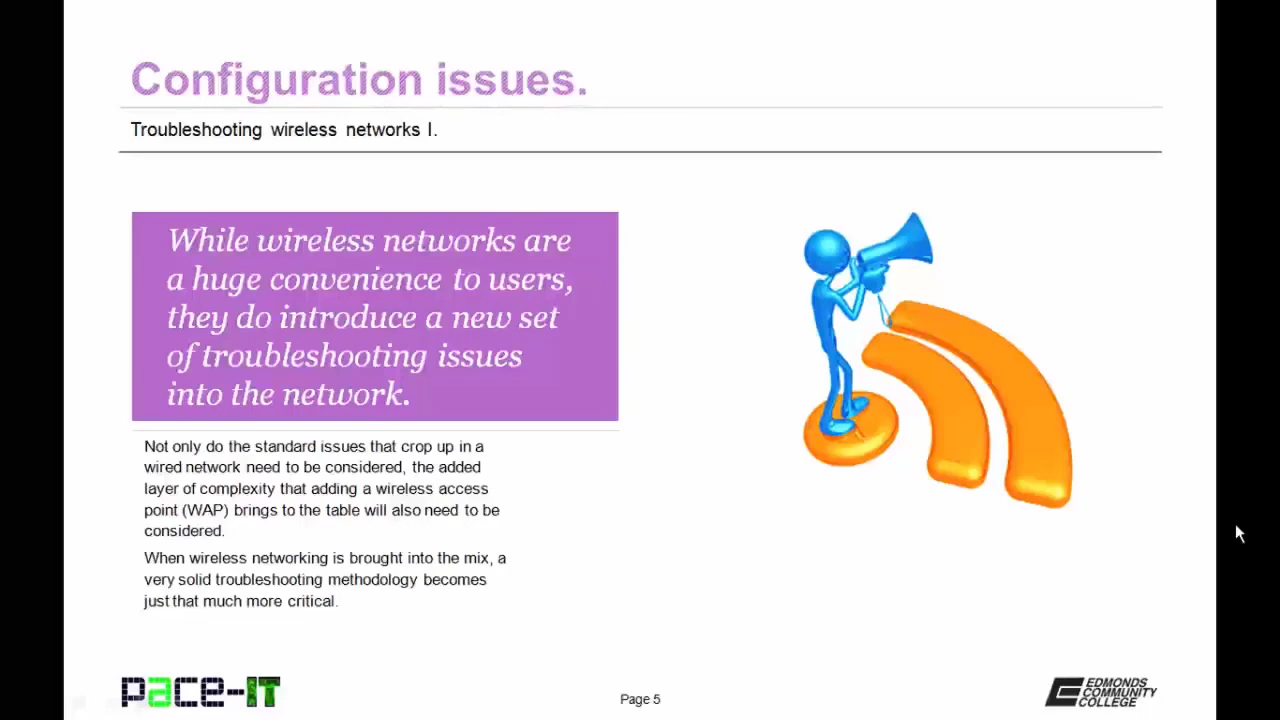 Configuration issues.
Troubleshooting wireless networks I.
While wireless networks are
a huge convenience to users,
they do introduce a new set
of troubleshooting issues
into the network.
Not only do the standard issues that crop up in a
wired network need to be considered, the added
layer of complexity that adding a wireless access
point (WAP) brings to the table will also need to be
considered.
When wireless networking is brought into the mix, a
very solid troubleshooting methodology becomes
just that much more critical.
pace-IT
Page 5
EDMONDS
COMMUNITY
COLLEGE